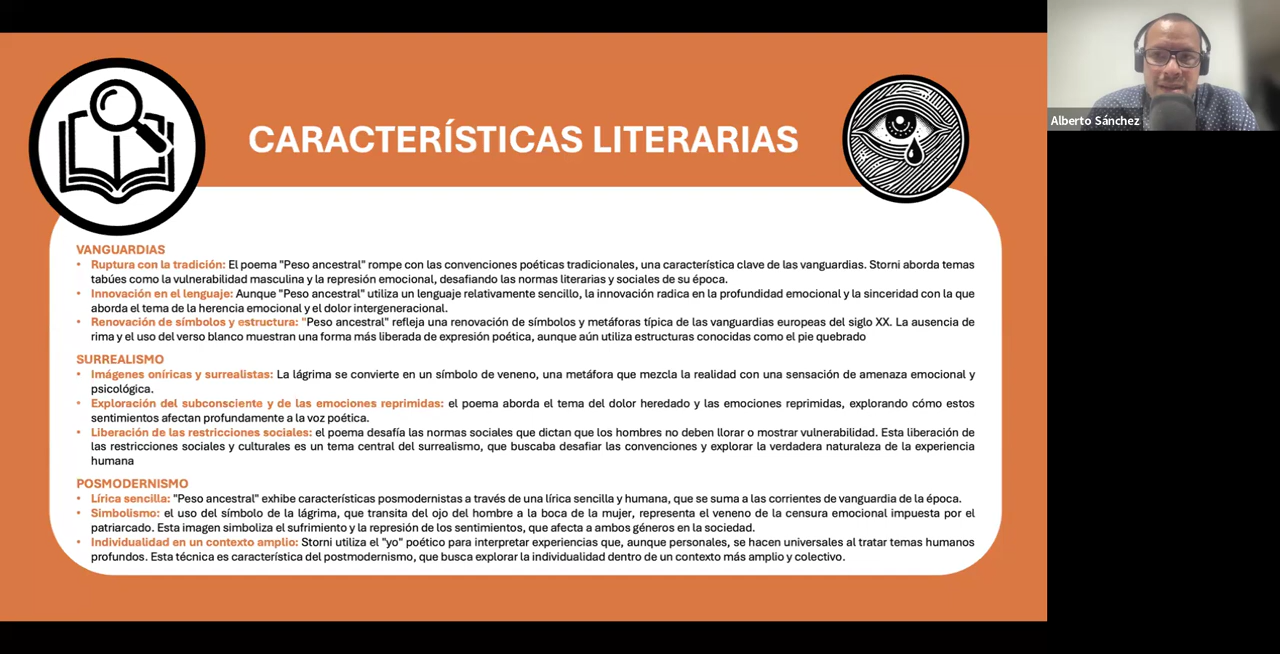 CARACTERÍSTICAS LITERARIAS
Alberto Sánchez
VANGUARDIAS
• Ruptura con la tradición: El poema "Peso ancestral" rompe con las convenciones poéticas tradicionales, una característica clave de las vanguardias. Storni aborda temas
tabúes como la vulnerabilidad masculina y la represión emocional, desafiando las normas literarias y sociales de su época.
• Innovación en el lenguaje: Aunque "Peso ancestral" utiliza un lenguaje relativamente sencillo, la innovación radica en la profundidad emocional y la sinceridad con la que
aborda el tema de la herencia emocional y el dolor intergeneracional.
• Renovación de símbolos y estructura: "Peso ancestral" refleja una renovación de símbolos y metáforas típica de las vanguardias europeas del siglo XX. La ausencia de
rima y el uso del verso blanco muestran una forma más liberada de expresión poética, aunque aún utiliza estructuras conocidas como el pie quebrado
SURREALISMO
• Imágenes oníricas y surrealistas: La lágrima se convierte en un símbolo de veneno, una metáfora que mezcla la realidad con una sensación de amenaza emocional y
psicológica.
• Exploración del subconsciente y de las emociones reprimidas: el poema aborda el tema del dolor heredado y las emociones reprimidas, explorando cómo estos
sentimientos afectan profundamente a la voz poética.
• Liberación de las restricciones sociales: el poema desafía las normas sociales que dictan que los hombres no deben llorar o mostrar vulnerabilidad. Esta liberación de
las restricciones sociales y culturales es un tema central del surrealismo, que buscaba desafiar las convenciones y explorar la verdadera naturaleza de la experiencia
humana
POSMODERNISMO
• Lírica sencilla: "Peso ancestral" exhibe características posmodernistas a través de una lírica sencilla y humana, que se suma a las corrientes de vanguardia de la época.
• Simbolismo: el uso del símbolo de la lágrima, que transita del ojo del hombre a la boca de la mujer, representa el veneno de la censura emocional impuesta por el
patriarcado. Esta imagen simboliza el sufrimiento y la represión de los sentimientos, que afecta a ambos géneros en la sociedad.
• Individualidad en un contexto amplio: Storni utiliza el "yo" poético para interpretar experiencias que, aunque personales, se hacen universales al tratar temas humanos
profundos. Esta técnica es característica del postmodernismo, que busca explorar la individualidad dentro de un contexto más amplio y colectivo.